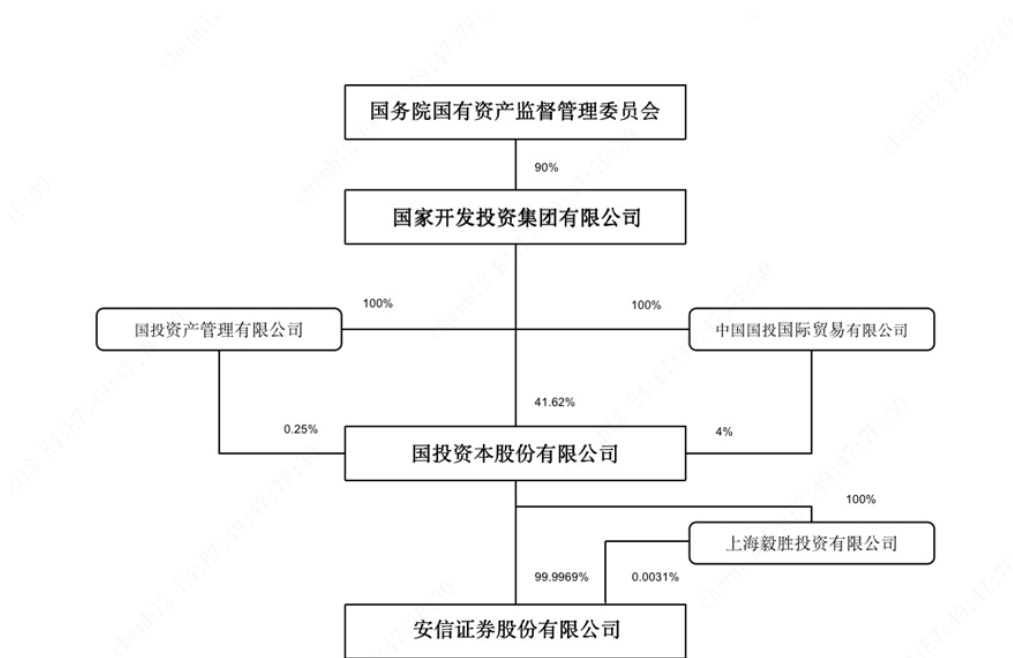 国务院国有资产监督管理委员会
90%
国家开发投资集团有限公司
100%
100%
国投资产管理有限公司
中国国投国际贸易有限公司
41.62%
0.25%
4%
国投资本股份有限公司
100%
上海毅胜投资有限公司
99.9969%
0.0031%
安信证券股份有限公司